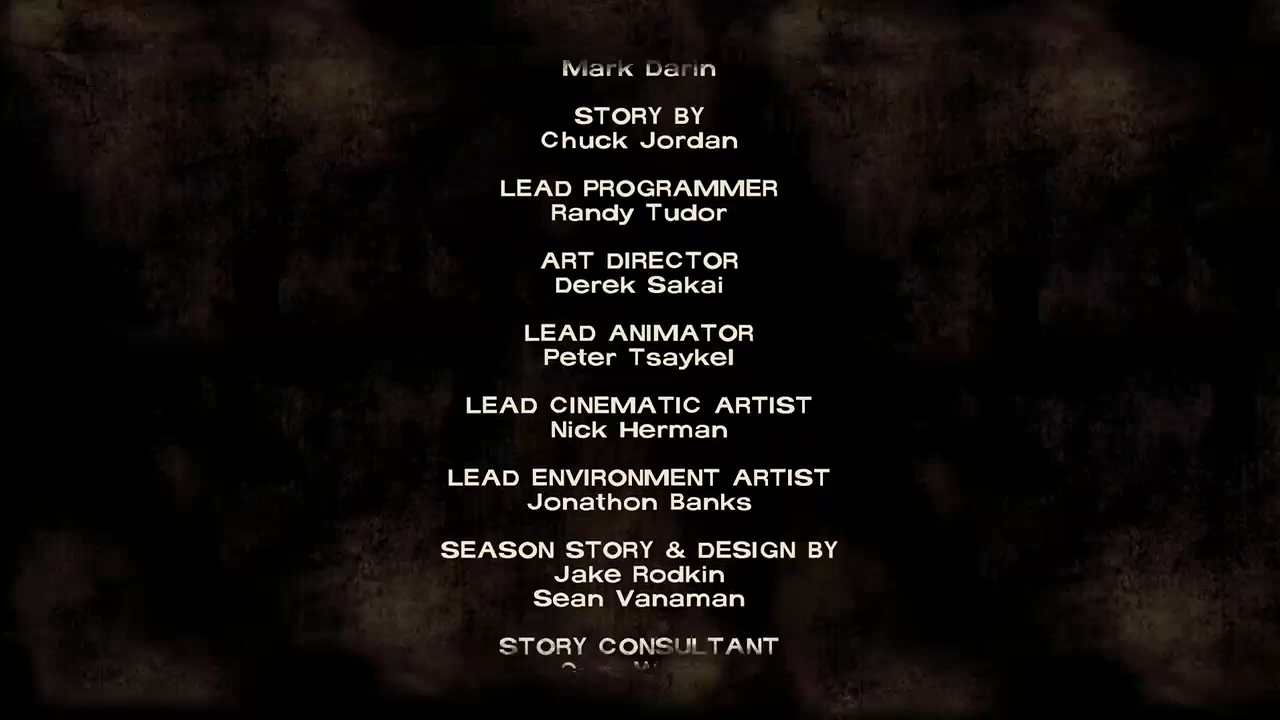 Mark Darin
STORY BY
Chuck Jordan
LEAD PROGRAMMER
Randy Tudor
ART DIRECTOR
Derek Sakai
LEAD ANIMATOR
Peter Tsaykel
LEAD CINEMATIC ARTIST
Nick Herman
LEAD ENVIRONMENT ARTIST
Jonathon Banks
SEASON STORY & DESIGN BY
Jake Rodkin
Sean Vanaman
STORY CONSULTANT